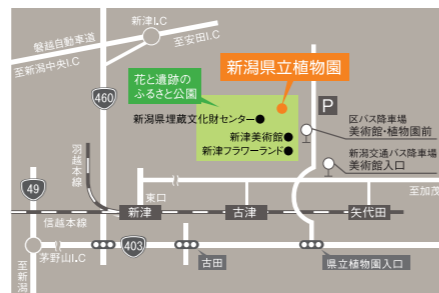 新津I.C
磐越自動車道
至安田I.C
至新潟中央I.C
新潟県立植物園
花と遺跡の
ふるさと公園
460
P
新潟県埋蔵文化財センター
区バス降車場
美術館・植物園前
新津美術館
新津フラワーランド
新潟交通バス降車場
美術館入口
羽越本線
49
東口
至加茂
新津
古津
矢代田
信越本線
403
茅野山I.C
至新潟
古田
県立植物園入口